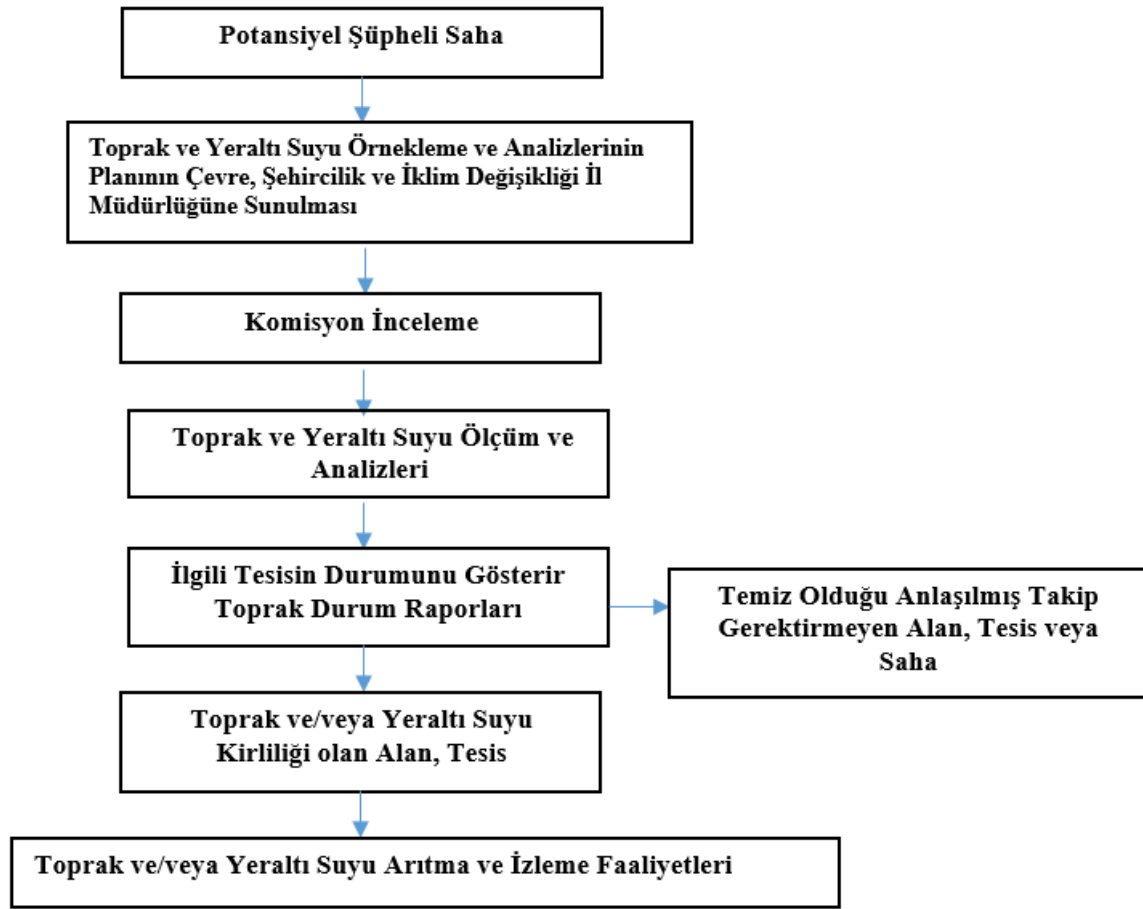 Potansiyel Şüpheli Saha
Toprak ve Yeraltı Suyu Örnekleme ve Analizlerinin
Planının Çevre, Şehircilik ve İklim Değişikliği İl
Müdürlüğüne Sunulması
Komisyon İnceleme
Toprak ve Yeraltı Suyu Ölçüm ve
Analizleri
İlgili Tesisin Durumunu Gösterir
Toprak Durum Raporları
Temiz Olduğu Anlaşılmış Takip
Gerektirmeyen Alan, Tesis veya
Saha
Toprak ve/veya Yeraltı Suyu
Kirliliği olan Alan, Tesis
Toprak ve/veya Yeraltı Suyu Arıtma ve İzleme Faaliyetleri